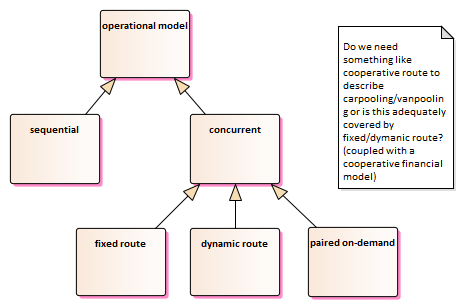 operational model
Do we need
something like
cooperative route to
describe
carpooling/vanpoolin
g or is this adequately
covered by
fixed/dymanic route?
(coupled with a
cooperative financial
model)
sequential
concurrent
fixed route
dynamic route
paired on-demand